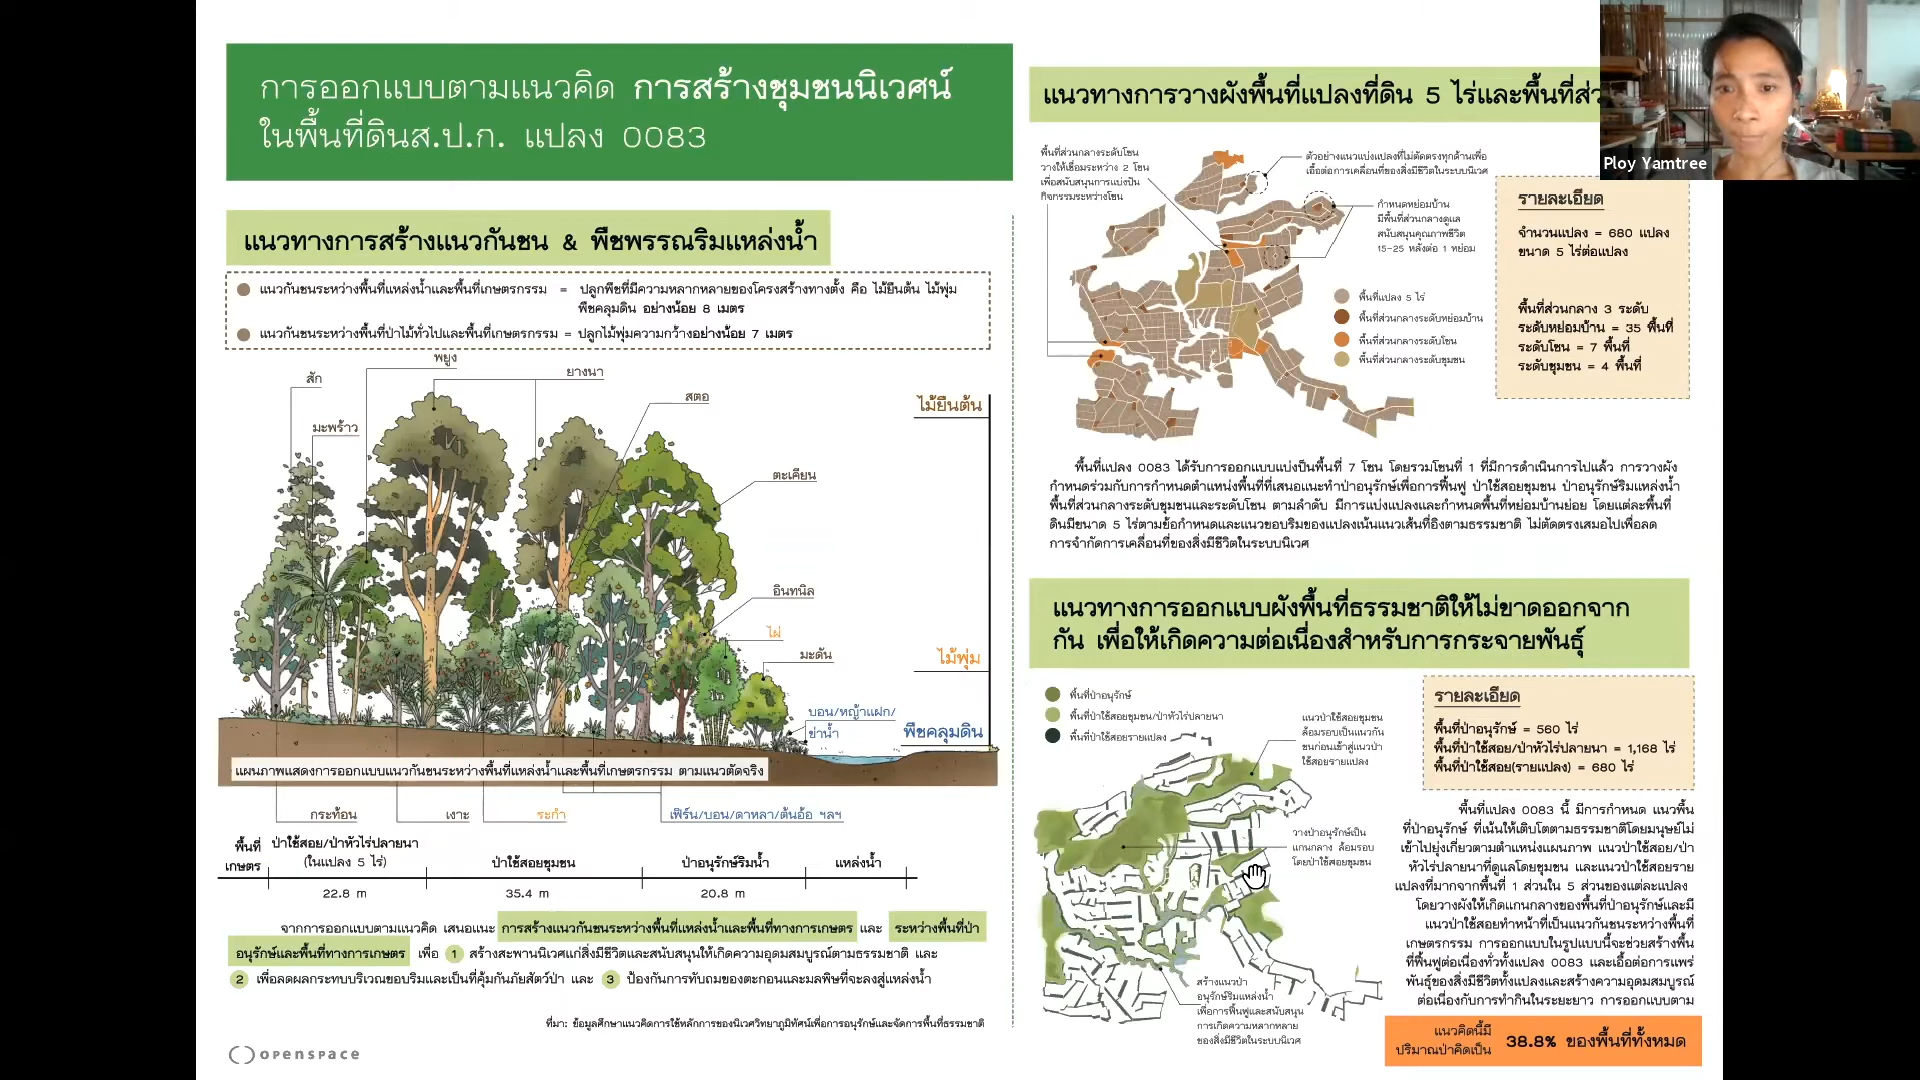 การออกแบบตามแนวคิด การสร้างชุมชนนิเวศน์
ในพื้นที่ดินส.ป.ก. แปลง 0083
แนวทางการสร้างแนวกันชน & พืชพรรณริมแหล่งน้ำ
แนวกันชนระหว่างพื้นที่แหล่งน้ำและพื้นที่เกษตรกรรม = ปลูกพืชที่มีความหลากหลายของโครงสร้างทางตั้ง คือ ไม้ยืนต้น ไม้พุ่ม
พืชคลุมดิน อย่างน้อย 8 เมตร
แนวกันชนระหว่างพื้นที่ป่าไม้ทั่วไปและพื้นที่เกษตรกรรม = ปลูกไม้พุ่มความกว้างอย่างน้อย 7 เมตร
พยูง
สัก
ยางนา
มะพร้าว
สตอ
ไม้ยืนต้น
ตะเคียน
อินทนิล
ไผ่
มะดัน
ไม้พุ่ม
บอน/หญ้าแฝก/
ข่าน้ำ
พืชคลุมดิน
แผนภาพแสดงการออกแบบแนวกันชนระหว่างพื้นที่แหล่งน้ำและพื้นที่เกษตรกรรม ตามแนวตัดจริง
กระท้อน
เงาะ
ระกำ
เฟิร์น/บอน/ดาหลา/ต้นอ้อ ฯลฯ
พื้นที่
เกษตร
ป่าใช้สอย/ป่าหัวไร่ปลายนา
(ในแปลง 5 ไร่)
ป่าใช้สอยชุมชน
ป่าอนุรักษ์ริมน้ำ
แหล่งน้ำ
22.8 m
35.4 m
20.8 m
จากการออกแบบตามแนวคิด เสนอแนะ การสร้างแนวกันชนระหว่างพื้นที่แหล่งน้ำและพื้นที่ทางการเกษตร และ ระหว่างพื้นที่ป่า
อนุรักษ์และพื้นที่ทางการเกษตร เพื่อ 1 สร้างสะพานนิเวศแก่สิ่งมีชีวิตและสนับสนุนให้เกิดความอุดมสมบูรณ์ตามธรรมชาติ และ
2 เพื่อลดผลกระทบบริเวณขอบริมและเป็นที่คุ้มกันภัยสัตว์ป่า และ 3 ป้องกันการทับถมของตะกอนและมลพิษที่จะลงสู่แหล่งน้ำ
ที่มา: ข้อมูลศึกษาแนวคิดการใช้หลักการของนิเวศวิทยาภูมิทัศน์เพื่อการอนุรักษ์และจัดการพื้นที่ธรรมชาติ
openspace
แนวทางการวางผังพื้นที่แปลงที่ดิน 5 ไร่และพื้นที่ส่ว
Ploy Yamtree
พื้นที่ส่วนกลางระดับโซน
วางให้เชื่อมระหว่าง 2 โซน
เพื่อสนับสนุนการแบ่งปัน
กิจกรรมระหว่างโซน
ตัวอย่างแนวแบ่งแปลงที่ไม่ตัดตรงทุกด้านเพื่อ
เอื้อต่อการเคลื่อนที่ของสิ่งมีชีวิตในระบบนิเวศ
กำหนดหย่อมบ้าน
มีพื้นที่ส่วนกลางดูแล
สนับสนุนคุณภาพชีวิต
15-25 หลังต่อ 1 หย่อม
พื้นที่แปลง 5 ไร่
พื้นที่ส่วนกลางระดับหย่อมบ้าน
พื้นที่ส่วนกลางระดับโซน
พื้นที่ส่วนกลางระดับชุมชน
รายละเอียด
จำนวนแปลง = 680 แปลง
ขนาด 5 ไร่ต่อแปลง
พื้นที่ส่วนกลาง 3 ระดับ
ระดับหย่อมบ้าน = 35 พื้นที่
ระดับโซน = 7 พื้นที่
ระดับชุมชน = 4 พื้นที่
พื้นที่แปลง 0083 ได้รับการออกแบบแบ่งเป็นพื้นที่ 7 โซน โดยรวมโซนที่ 1 ที่มีการดำเนินการไปแล้ว การวางผัง
กำหนดร่วมกับการกำหนดตำแหน่งพื้นที่ที่เสนอแนะทำป่าอนุรักษ์เพื่อการฟื้นฟู ป่าใช้สอยชุมชน ป่าอนุรักษ์ริมแหล่งน้ำ
พื้นที่ส่วนกลางระดับชุมชนและระดับโซน ตามลำดับ มีการแบ่งแปลงและกำหนดพื้นที่หย่อมบ้านย่อย โดยแต่ละพื้นที่
ดินมีขนาด 5 ไร่ตามข้อกำหนดและแนวขอบริมของแปลงเน้นแนวเส้นที่อิงตามธรรมชาติ ไม่ตัดตรงเสมอไปเพื่อลด
การจำกัดการเคลื่อนที่ของสิ่งมีชีวิตในระบบนิเวศ
แนวทางการออกแบบผังพื้นที่ธรรมชาติให้ไม่ขาดออกจาก
กัน เพื่อให้เกิดความต่อเนื่องสำหรับการกระจายพันธุ์
พื้นที่ป่าอนุรักษ์
พื้นที่ป่าใช้สอยชุมชน/ป่าหัวไร่ปลายนา
พื้นที่ป่าใช้สอยรายแปลง
แนวป่าใช้สอยชุมชน
ล้อมรอบเป็นแนวกัน
ชนก่อนเข้าสู่แนวป่า
ใช้สอยรายแปลง
วางป่าอนุรักษ์เป็น
แกนกลาง ล้อมรอบ
โดยป่าใช้สอยชุมชน
สร้างแนวป่า
อนุรักษ์ริมแหล่งน้ำ
เพื่อการฟื้นฟูและสนับสนุน
การเกิดความหลากหลาย
ของสิ่งมีชีวิตในระบบนิเวศ
รายละเอียด
พื้นที่ป่าอนุรักษ์ = 560 ไร่
พื้นที่ป่าใช้สอย/ป่าหัวไร่ปลายนา = 1,168 ไร่
พื้นที่ป่าใช้สอย(รายแปลง) = 680 ไร่
พื้นที่แปลง 0083 นี้ มีการกำหนด แนวพื้น
ที่ป่าอนุรักษ์ ที่เน้นให้เติบโตตามธรรมชาติโดยมนุษย์ไม่
เข้าไปยุ่งเกี่ยวตามตำแหน่งแผนภาพ แนวป่าใช้สอย/ป่า
หัวไร่ปลายนาที่ดูแลโดยชุมชน และแนวป่าใช้สอยราย
แปลงที่มากจากพื้นที่ 1 ส่วนใน 5 ส่วนของแต่ละแปลง
โดยวางผังให้เกิดแกนกลางของพื้นที่ป่าอนุรักษ์และมี
แนวป่าใช้สอยทำหน้าที่เป็นแนวกันชนระหว่างพื้นที่
เกษตรกรรม การออกแบบในรูปแบบนี้จะช่วยสร้างพื้น
ที่ฟื้นฟูต่อเนื่องทั่วทั้งแปลง 0083 และเอื้อต่อการแพร่
พันธุ์ของสิ่งมีชีวิตทั้งแปลงและสร้างความอุดมสมบูรณ์
ต่อเนื่องกับการทำกินในระยะยาว การออกแบบตาม
แนวคิดนี้มี
ปริมาณป่าคิดเป็น 38.8% ของพื้นที่ทั้งหมด